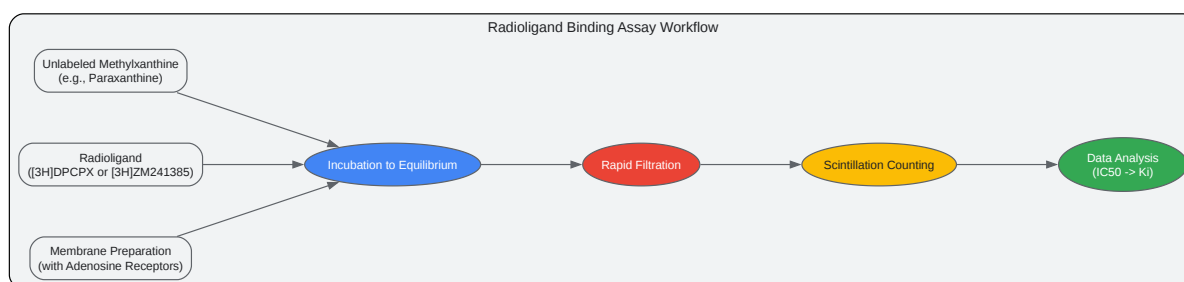 Radioligand Binding Assay Workflow
Unlabeled Methylxanthine
(e.g., Paraxanthine)
Radioligand
([3H]DPCPX or [3H]ZM241385)
Membrane Preparation
(with Adenosine Receptors)
Incubation to Equilibrium
Rapid Filtration
Scintillation Counting
Data Analysis
(IC50 -> Ki)